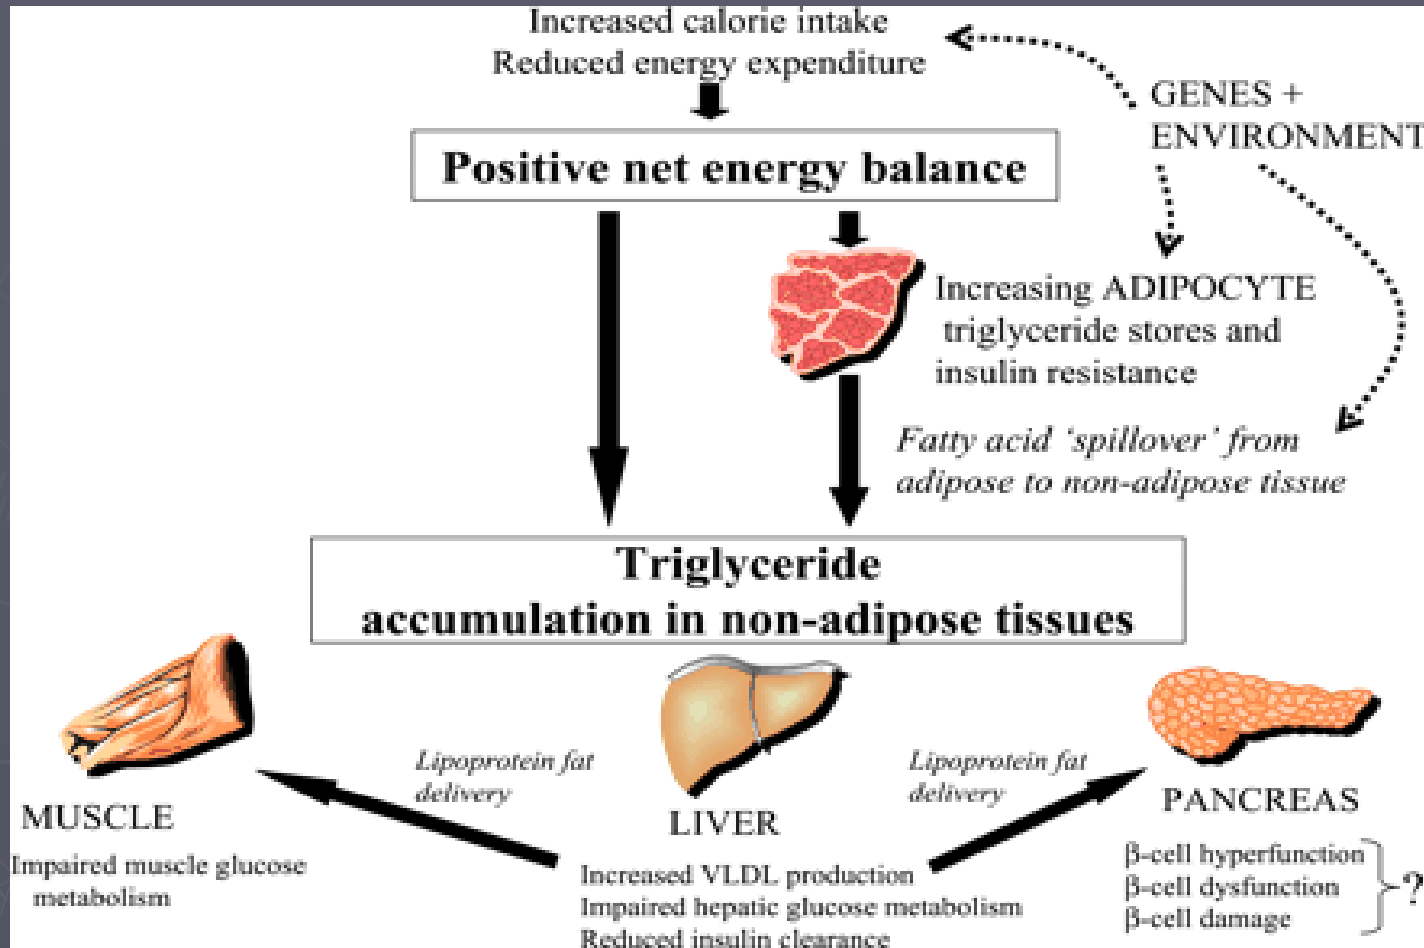 Increased calorie intake
Reduced energy expenditure
GENES +
ENVIRONMENT
Positive net energy balance
Increasing ADIPOCYTE
triglyceride stores and
insulin resistance
Fatty acid ‘spillover’ from
adipose to non-adipose tissue
Triglyceride
accumulation in non-adipose tissues
Lipoprotein fat
delivery
Lipoprotein fat
delivery
MUSCLE
Impaired muscle glucose
metabolism
LIVER
Increased VLDL production
Impaired hepatic glucose metabolism
Reduced insulin clearance
PANCREAS
β-cell hyperfunction
β-cell dysfunction
β-cell damage
?